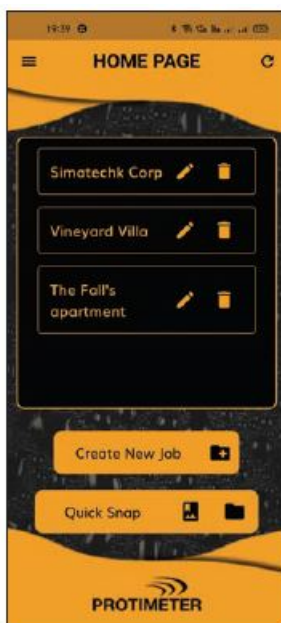 19:39
HOME PAGE
Simatechk Corp
Vineyard Villa
The Fall's
apartment
Create New Job
Quick Snap
PROTIMETER